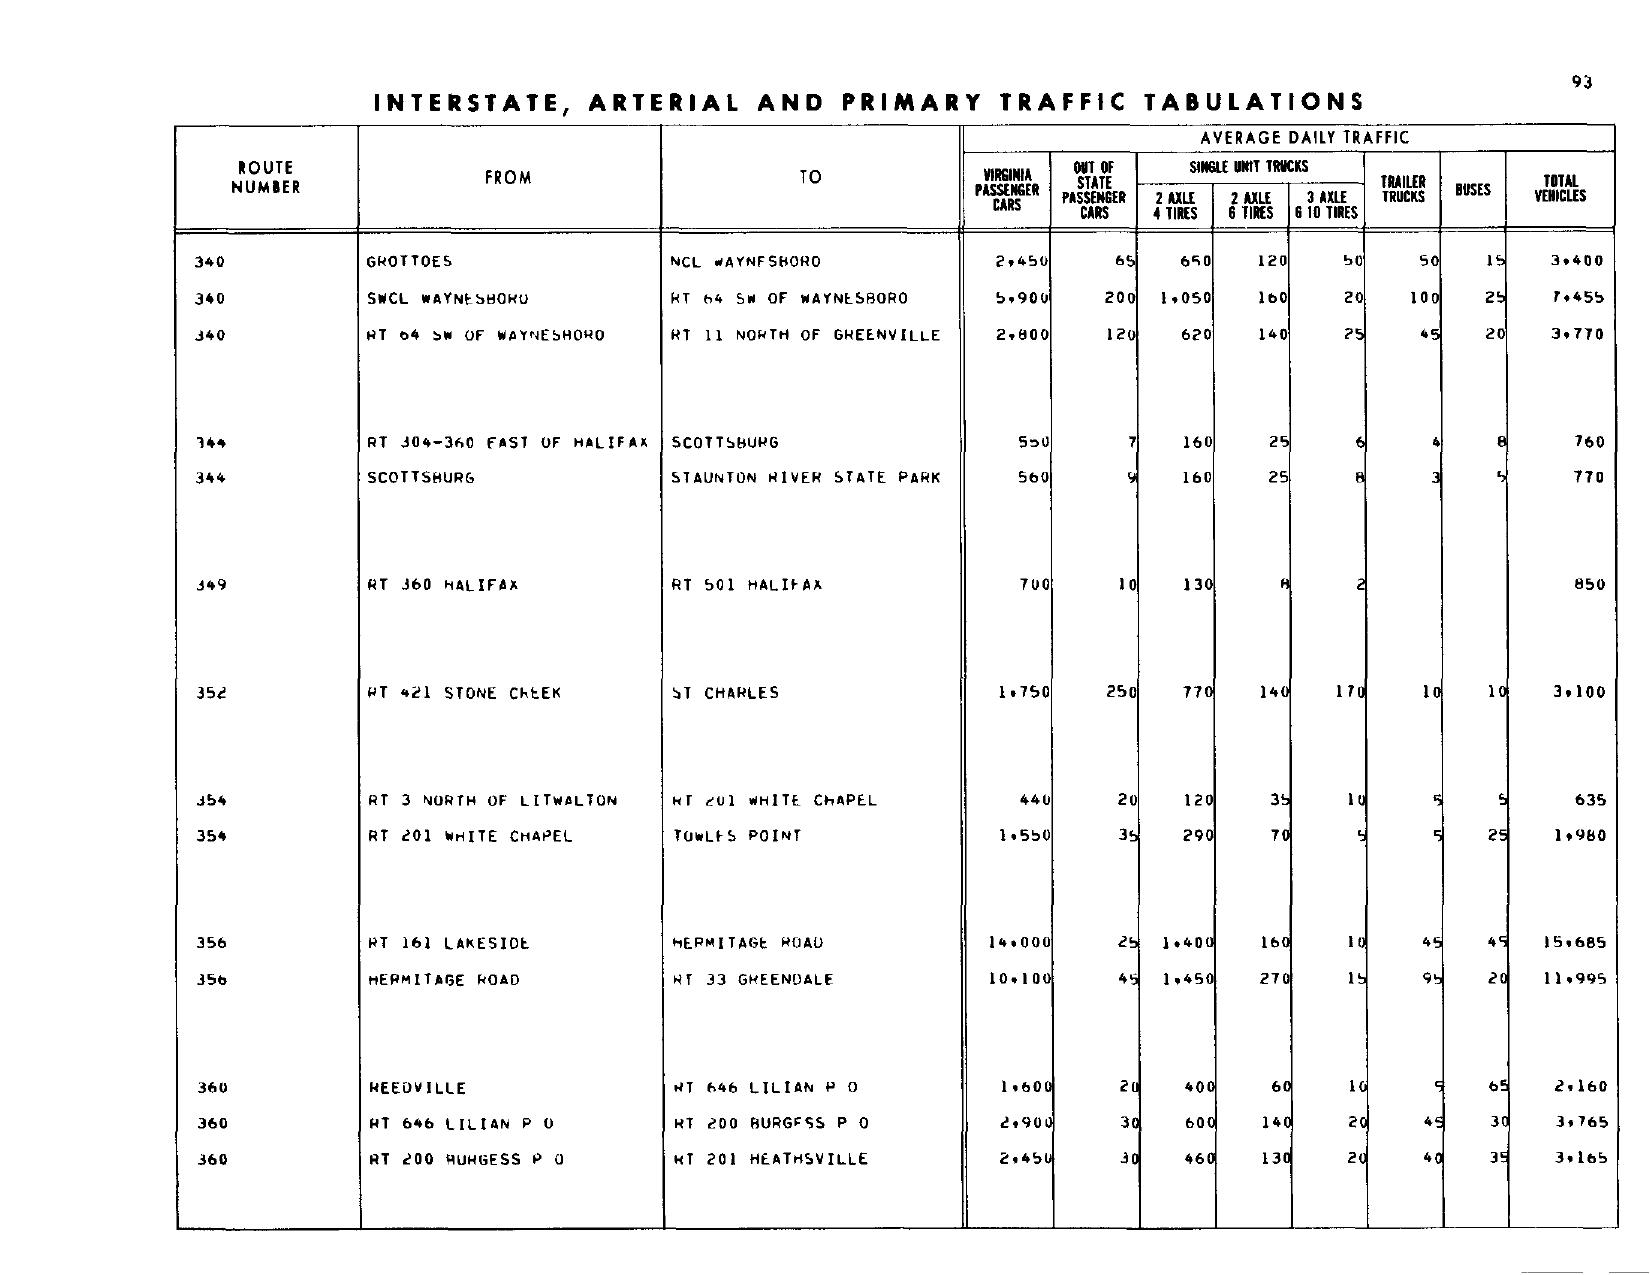 93
INTERSTATE, ARTERIAL AND PRIMARY TRAFFIC TABULATIONS
AVERAGE DAILY TRAFFIC
ROUTE NUMBER FROM TO VIRGINIA PASSENGER CARS OUT OF STATE PASSENGER CARS SINGLE UNIT TRUCKS 2 AXLE 4 TIRES 2 AXLE 6 TIRES 3 AXLE 6 10 TIRES TRAILER TRUCKS BUSES TOTAL VEHICLES
340 GROTTOES NCL WAYNESBORO 2,450 65 650 120 50 50 15 3,400
340 SWCL WAYNESBORO RT 64 SW OF WAYNESBORO 5,900 200 1,050 160 20 100 25 7,455
340 RT 64 SW OF WAYNESBORO RT 11 NORTH OF GREENVILLE 2,800 120 620 140 25 45 20 3,770
344 RT 304-360 EAST OF HALIFAX SCOTTSBURG 550 7 160 25 6 4 8 760
344 SCOTTSBURG STAUNTON RIVER STATE PARK 560 9 160 25 8 3 5 770
349 RT 360 HALIFAX RT 501 HALIFAX 700 10 130 8 2 850
352 RT 421 STONE CREEK ST CHARLES 1,750 250 770 140 170 10 10 3,100
354 RT 3 NORTH OF LITWALTON RT 201 WHITE CHAPEL 440 20 120 35 10 5 5 635
354 RT 201 WHITE CHAPEL TOWLES POINT 1,550 35 290 70 5 5 25 1,980
356 RT 161 LAKESIDE HERMITAGE ROAD 14,000 25 1,400 160 10 45 45 15,685
356 HERMITAGE ROAD RT 33 GREENDALE 10,100 45 1,450 270 15 95 20 11,995
360 REEDVILLE RT 646 LILIAN P O 1,600 20 400 60 10 5 65 2,160
360 RT 646 LILIAN P O RT 200 BURGESS P O 2,900 30 600 140 20 45 30 3,765
360 RT 200 BURGESS P O RT 201 HEATHSVILLE 2,450 30 460 130 20 40 35 3,165